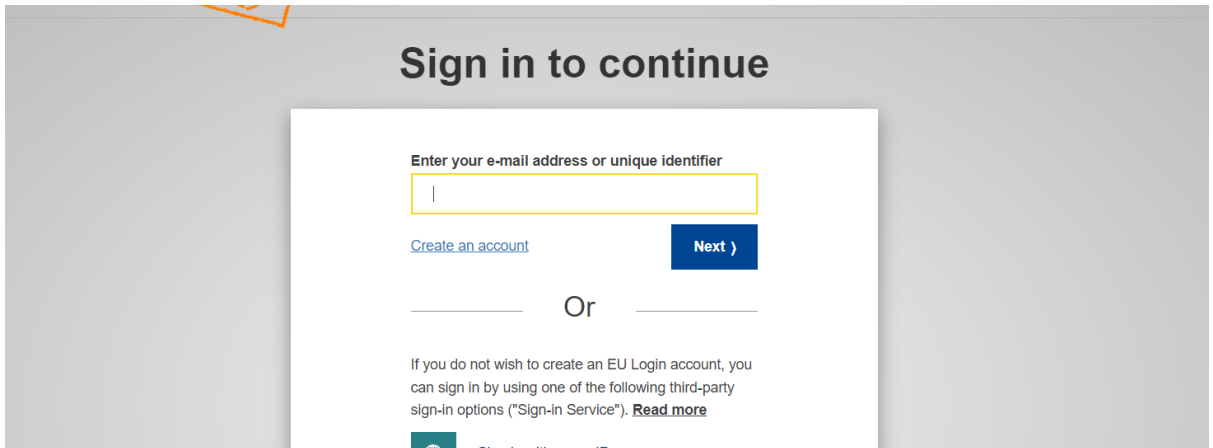 Sign in to continue
Enter your e-mail address or unique identifier
Create an account
Next ⟩
Or
If you do not wish to create an EU Login account, you
can sign in by using one of the following third-party
sign-in options ("Sign-in Service"). Read more